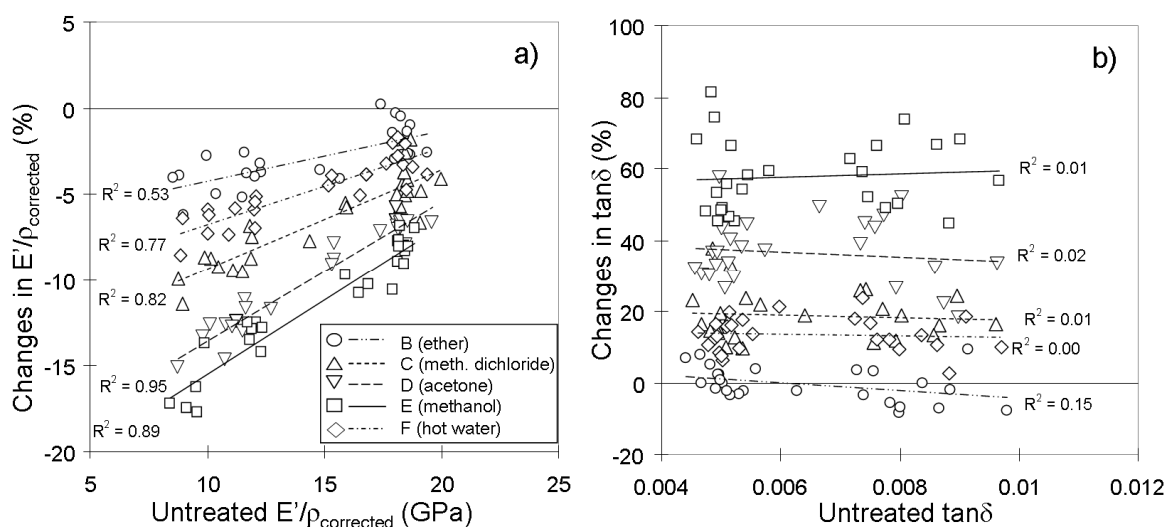 5
0
-5
-10
-15
-20
Changes in E'/ρcorrected (%)
a)
R² = 0.53
R² = 0.77
R² = 0.82
R² = 0.95
R² = 0.89
B (ether)
C (meth. dichloride)
D (acetone)
E (methanol)
F (hot water)
5 10 15 20 25
Untreated E'/ρcorrected (GPa)
100
80
60
40
20
0
-20
Changes in tanδ (%)
b)
R² = 0.01
R² = 0.02
R² = 0.01
R² = 0.00
R² = 0.15
0.004 0.006 0.008 0.01 0.012
Untreated tanδ